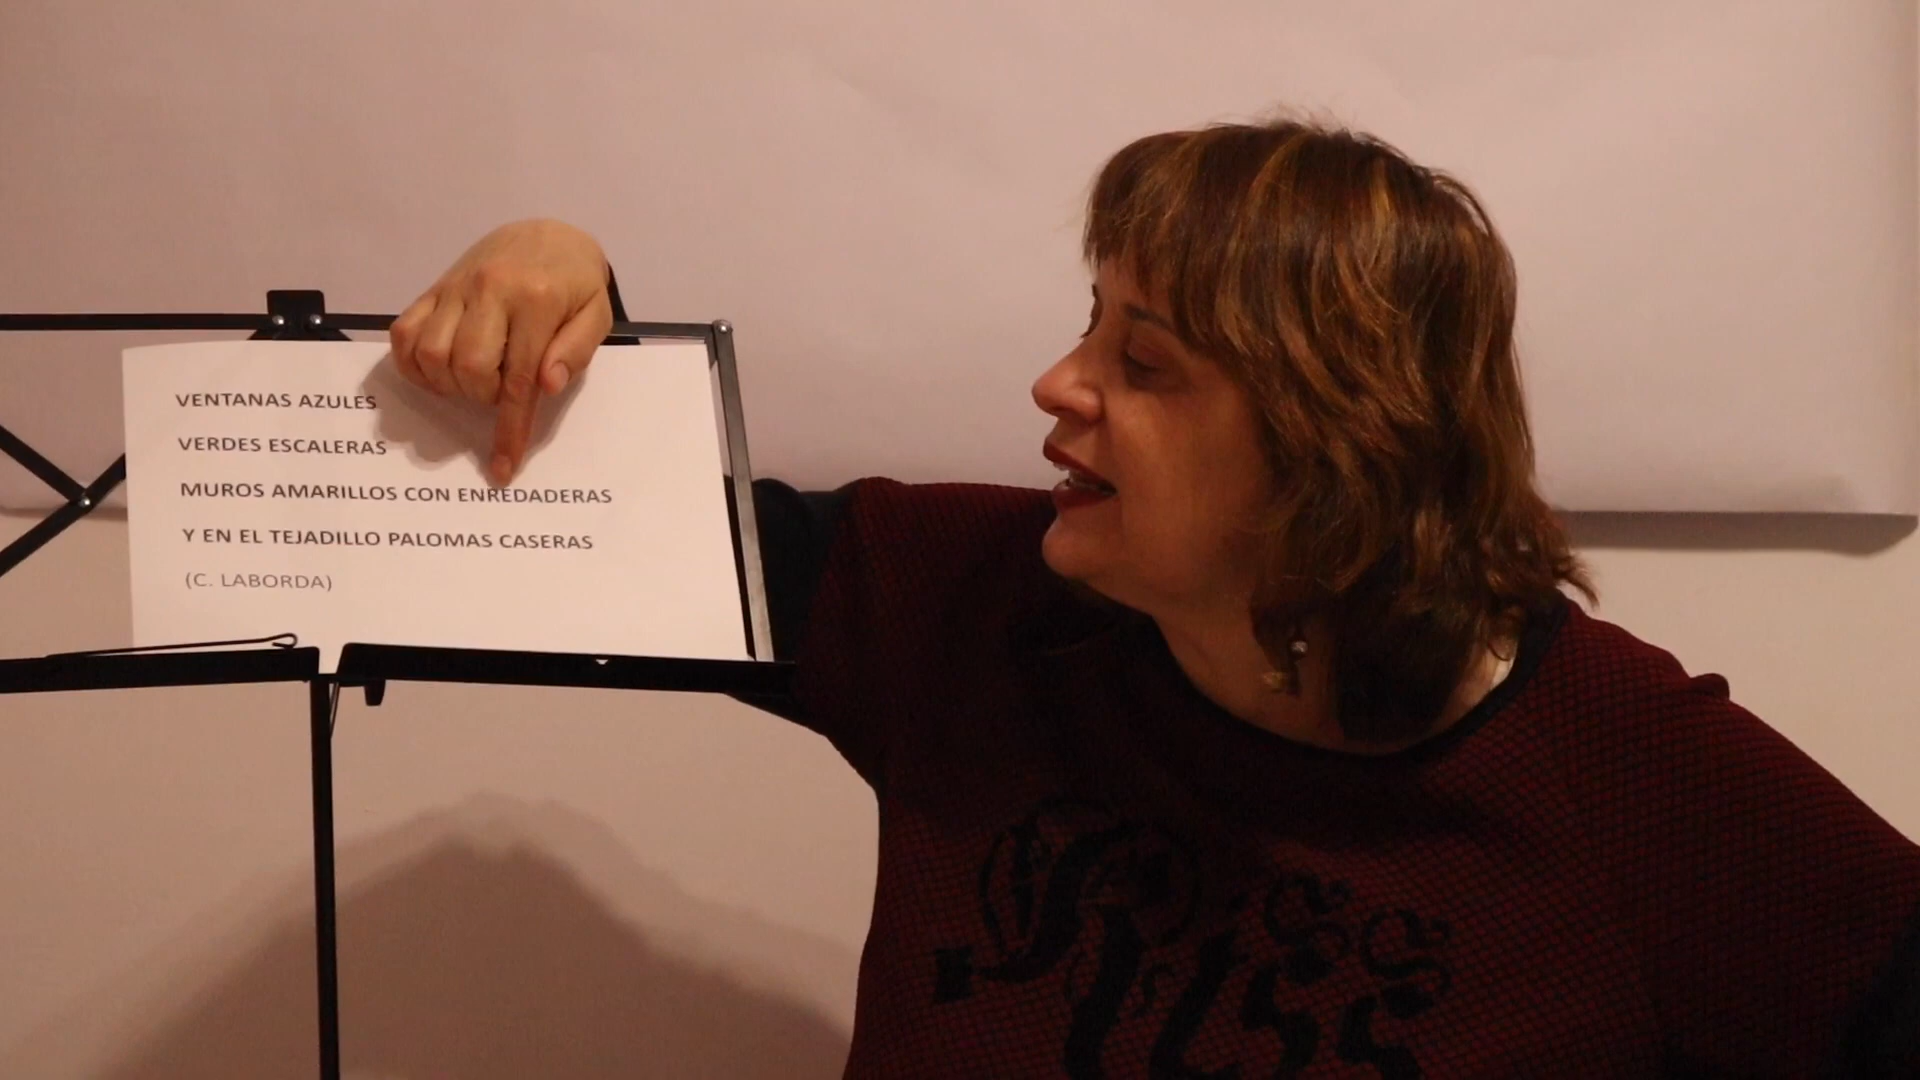 VENTANAS AZULES
VERDES ESCALERAS
MUROS AMARILLOS CON ENREDADERAS
Y EN EL TEJADILLO PALOMAS CASERAS
(C. LABORDA)